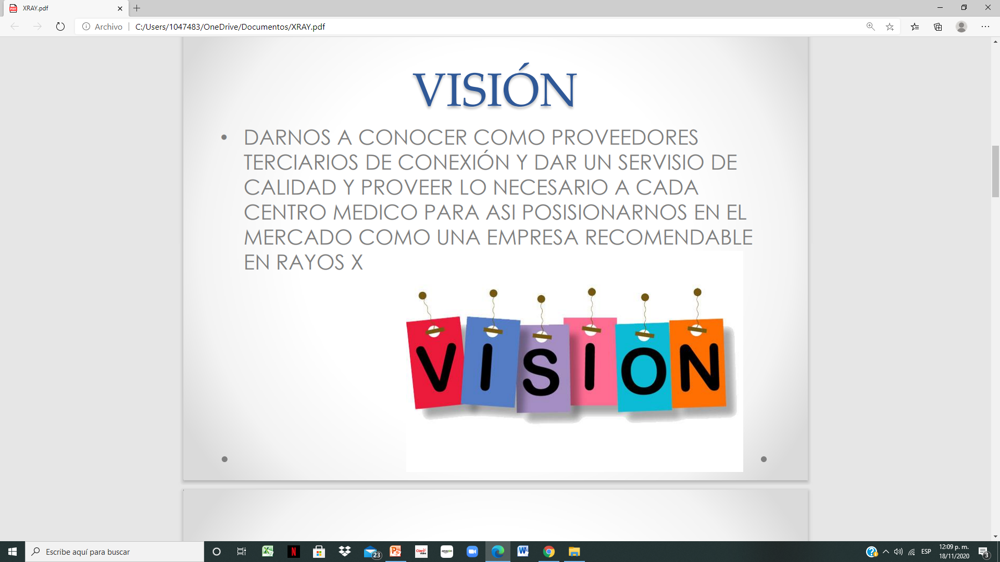 XRAY.pdf
Archivo
C:/Users/1047483/OneDrive/Documentos/XRAY.pdf
VISIÓN
• DARNOS A CONOCER COMO PROVEEDORES
TERCIARIOS DE CONEXIÓN Y DAR UN SERVISIO DE
CALIDAD Y PROVEER LO NECESARIO A CADA
CENTRO MEDICO PARA ASI POSISIONARNOS EN EL
MERCADO COMO UNA EMPRESA RECOMENDABLE
EN RAYOS X
VISION
Escribe aquí para buscar
23
ESP
12:09 p. m.
18/11/2020
3